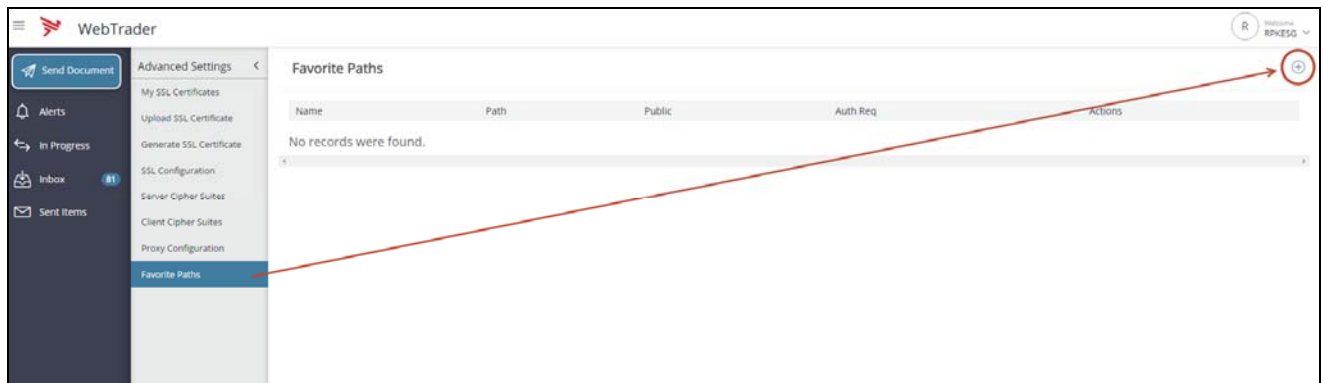 WebTrader
R
Welcome
RPKESG
Send Document
Alerts
In Progress
Inbox 81
Sent Items
Advanced Settings
My SSL Certificates
Upload SSL Certificate
Generate SSL Certificate
SSL Configuration
Server Cipher Suites
Client Cipher Suites
Proxy Configuration
Favorite Paths
Favorite Paths
Name Path Public Auth Req Actions
No records were found.